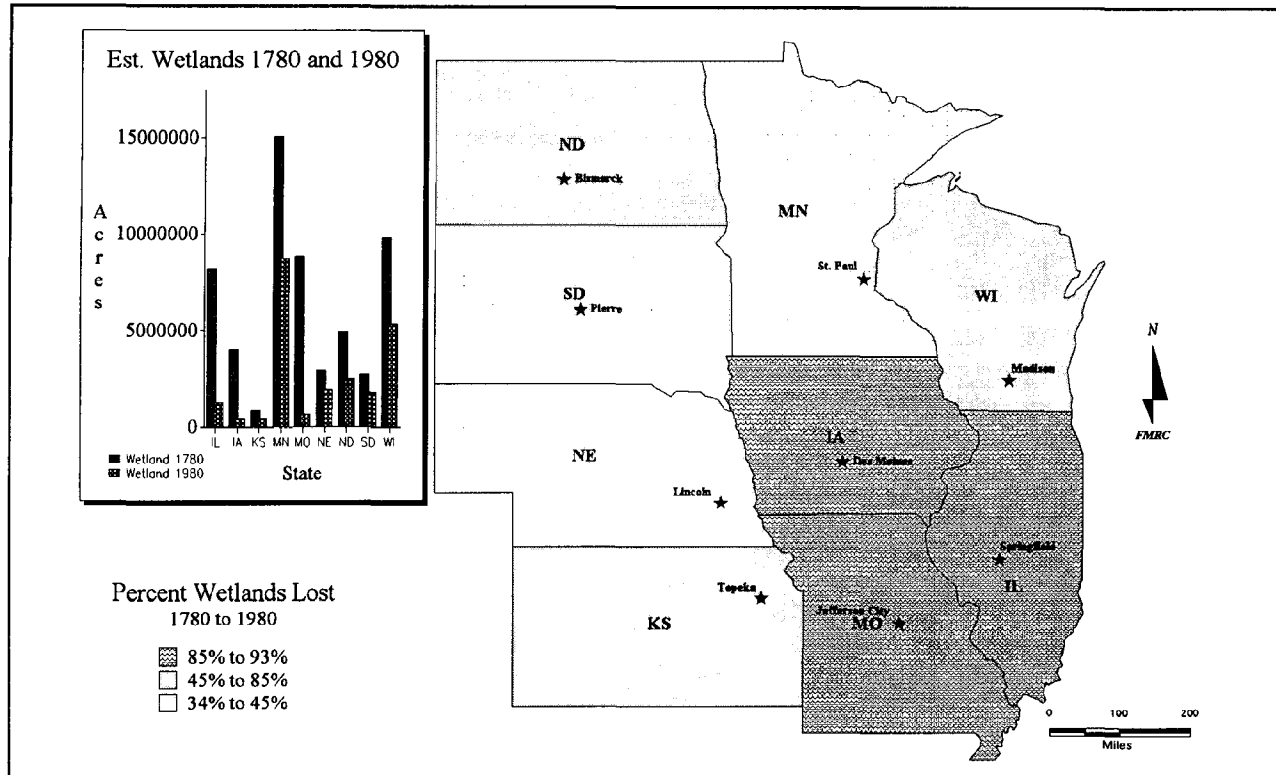 Est. Wetlands 1780 and 1980
15000000
10000000
5000000
0
Acres
IL IA KS MN MO NE ND SD WI
Wetland 1780
Wetland 1980
State
Percent Wetlands Lost
1780 to 1980
85% to 93%
45% to 85%
34% to 45%
ND
Bismarck
MN
St. Paul
SD
Pierre
WI
Madison
NE
Lincoln
IA
Des Moines
KS
Topeka
Springfield
IL
Jefferson City
MO
N
FMRC
0 100 200
Miles